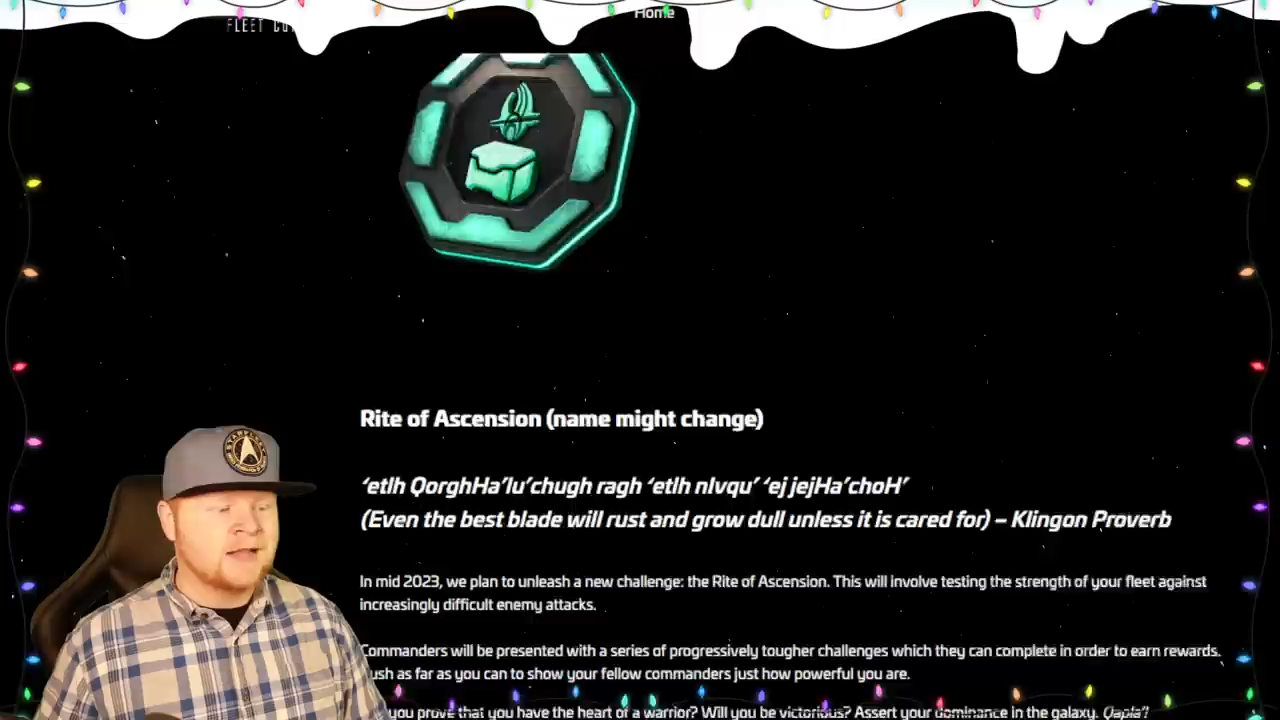 Home
FLEET
Rite of Ascension (name might change)
'etlh QorghHa'lu'chugh ragh 'etlh nIvqu' 'ej jejHa'choH'
(Even the best blade will rust and grow dull unless it is cared for) – Klingon Proverb
In mid 2023, we plan to unleash a new challenge: the Rite of Ascension. This will involve testing the strength of your fleet against
increasingly difficult enemy attacks.
Commanders will be presented with a series of progressively tougher challenges which they can complete in order to earn rewards.
as far as you can to show your fellow commanders just how powerful you are.
you prove that you have the heart of a warrior? Will you be victorious? Assert your dominance in the galaxy. Qapla'!